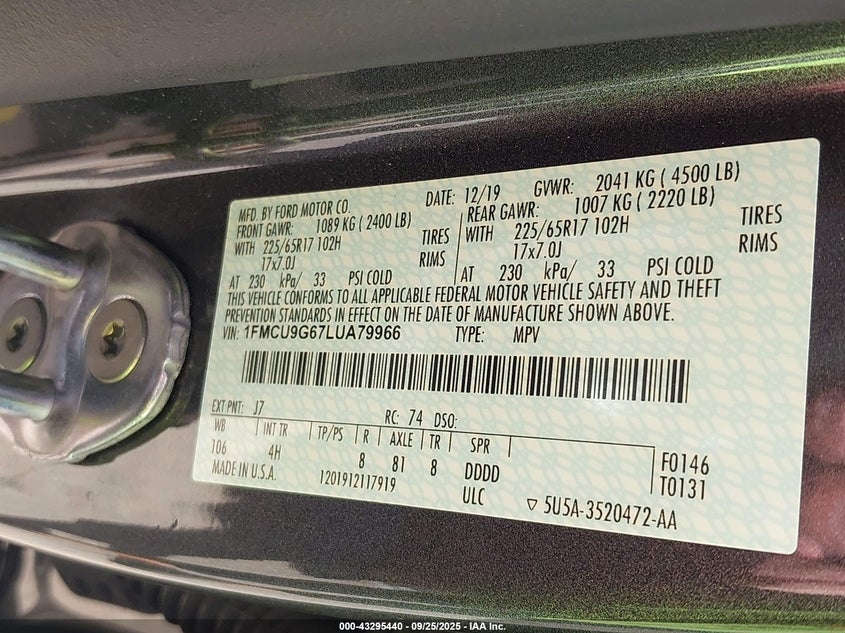 MFD. BY FORD MOTOR CO. DATE: 12/19 GVWR: 2041 KG ( 4500 LB)
FRONT GAWR: 1089 KG ( 2400 LB) REAR GAWR: 1007 KG ( 2220 LB)
WITH 225/65R17 102H TIRES WITH 225/65R17 102H TIRES
17x7.0J RIMS 17x7.0J RIMS
AT 230 kPa/ 33 PSI COLD AT 230 kPa/ 33 PSI COLD
THIS VEHICLE CONFORMS TO ALL APPLICABLE FEDERAL MOTOR VEHICLE SAFETY AND THEFT
PREVENTION STANDARDS IN EFFECT ON THE DATE OF MANUFACTURE SHOWN ABOVE.
VIN: 1FMCU9G67LUA79966 TYPE: MPV
EXT PNT: J7 RC: 74 DSO:
WB INT TR TP/PS R AXLE TR SPR
106 4H 8 81 8 DDDD F0146
MADE IN U.S.A. 1201912117919 ULC T0131
5U5A-3520472-AA
000-43295440 - 09/25/2025 - IAA Inc.